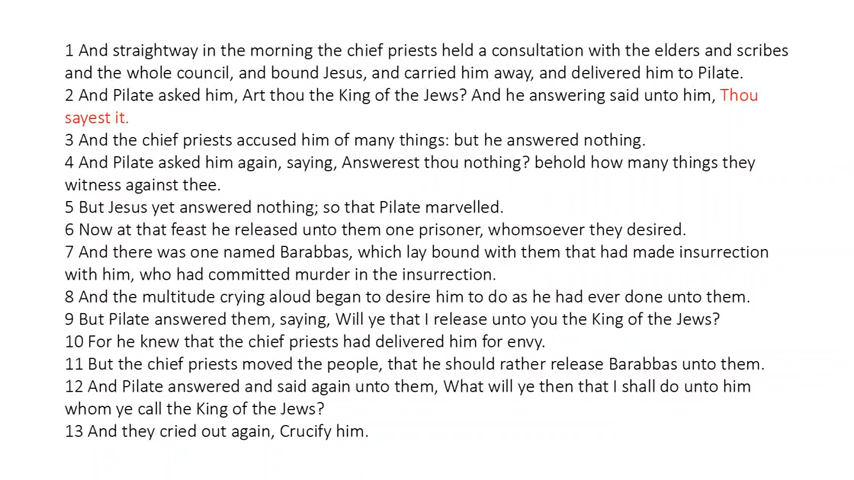 1 And straightway in the morning the chief priests held a consultation with the elders and scribes
and the whole council, and bound Jesus, and carried him away, and delivered him to Pilate.
2 And Pilate asked him, Art thou the King of the Jews? And he answering said unto him, Thou
sayest it.
3 And the chief priests accused him of many things: but he answered nothing.
4 And Pilate asked him again, saying, Answerest thou nothing? behold how many things they
witness against thee.
5 But Jesus yet answered nothing; so that Pilate marvelled.
6 Now at that feast he released unto them one prisoner, whomsoever they desired.
7 And there was one named Barabbas, which lay bound with them that had made insurrection
with him, who had committed murder in the insurrection.
8 And the multitude crying aloud began to desire him to do as he had ever done unto them.
9 But Pilate answered them, saying, Will ye that I release unto you the King of the Jews?
10 For he knew that the chief priests had delivered him for envy.
11 But the chief priests moved the people, that he should rather release Barabbas unto them.
12 And Pilate answered and said again unto them, What will ye then that I shall do unto him
whom ye call the King of the Jews?
13 And they cried out again, Crucify him.